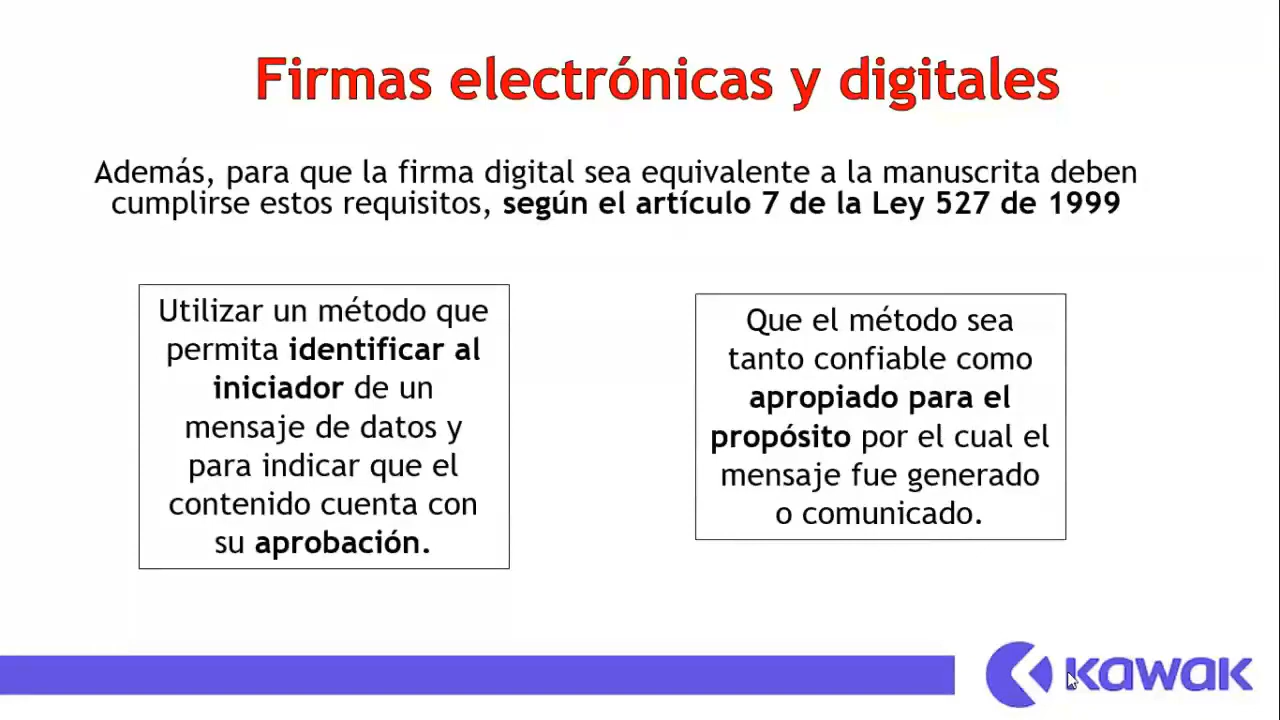 Firmas electrónicas y digitales
Además, para que la firma digital sea equivalente a la manuscrita deben
cumplirse estos requisitos, según el artículo 7 de la Ley 527 de 1999
Utilizar un método que
permita identificar al
iniciador de un
mensaje de datos y
para indicar que el
contenido cuenta con
su aprobación.
Que el método sea
tanto confiable como
apropiado para el
propósito por el cual el
mensaje fue generado
o comunicado.
KAWAK